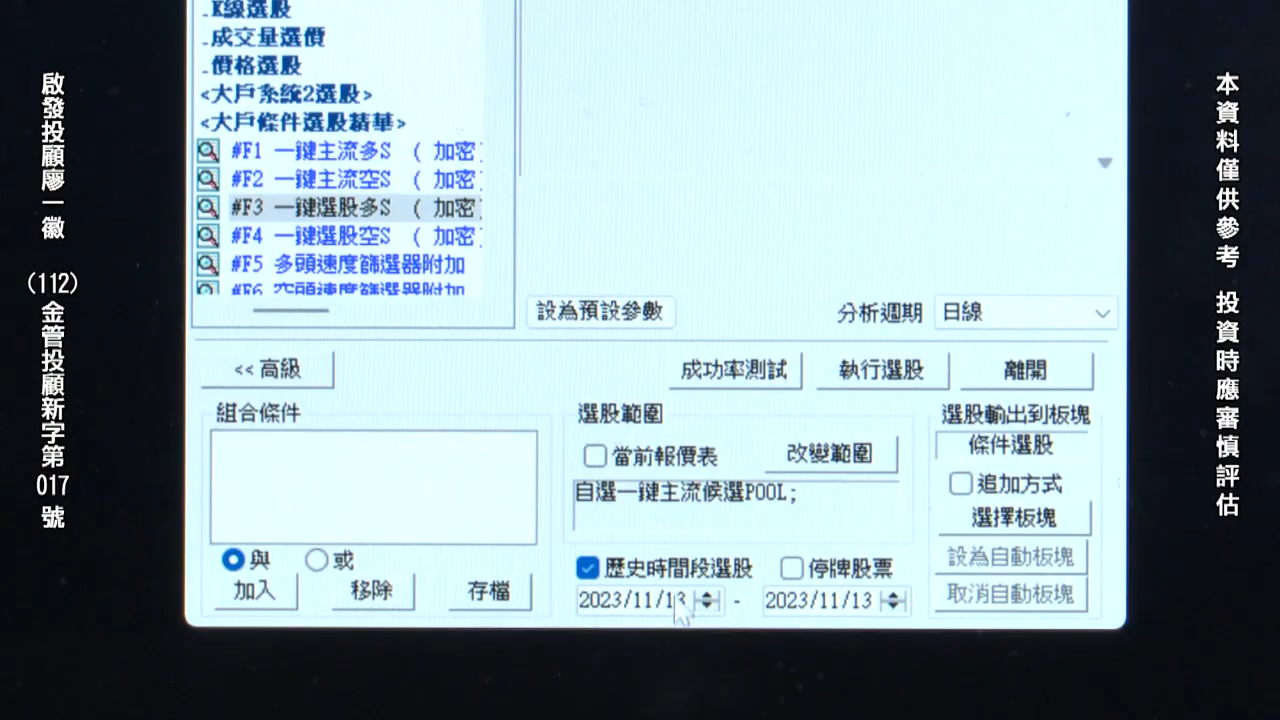 啟發投顧廖一徽 (112)金管投顧新字第017號
.K線選股
.成交量選價
.價格選股
<大戶系統2選股>
<大戶條件選股精華>
#F1 一鍵主流多S ( 加密
#F2 一鍵主流空S ( 加密
#F3 一鍵選股多S ( 加密
#F4 一鍵選股空S ( 加密
#F5 多頭速度篩選器附加
#F6 空頭速度篩選器附加
設為預設參數
分析週期 日線
<< 高級
成功率測試
執行選股
離開
組合條件
與 或
加入
移除
存檔
選股範圍
當前報價表
改變範圍
自選一鍵主流候選POOL;
歷史時間段選股
停牌股票
2023/11/13 - 2023/11/13
選股輸出到板塊
條件選股
追加方式
選擇板塊
設為自動板塊
取消自動板塊
本資料僅供參考 投資時應審慎評估